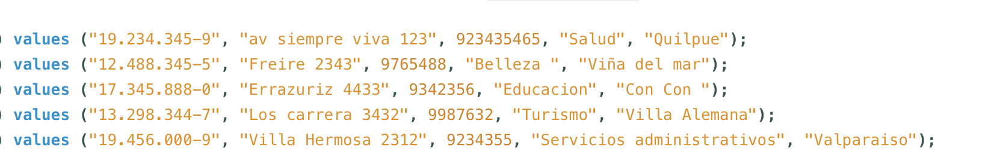 ) values ("19.234.345-9", "av siempre viva 123", 923435465, "Salud", "Quilpue");
) values ("12.488.345-5", "Freire 2343", 9765488, "Belleza ", "Viña del mar");
) values ("17.345.888-0", "Errazuriz 4433", 9342356, "Educacion", "Con Con ");
) values ("13.298.344-7", "Los carrera 3432", 9987632, "Turismo", "Villa Alemana");
) values ("19.456.000-9", "Villa Hermosa 2312", 9234355, "Servicios administrativos", "Valparaiso");